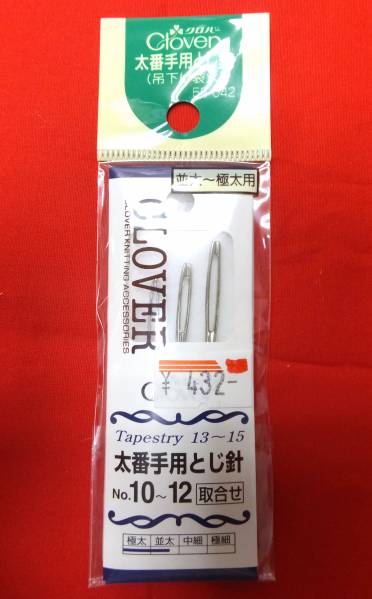 クロバー
Clover
太番手用とじ針
(吊下げ袋)
55-042
並太〜極太用
CLOVER
CLOVER KNITTING ACCESSORIES
¥432-
Tapestry 13〜15
太番手用とじ針
No.10〜12 取合せ
極太 並太 中細 極細